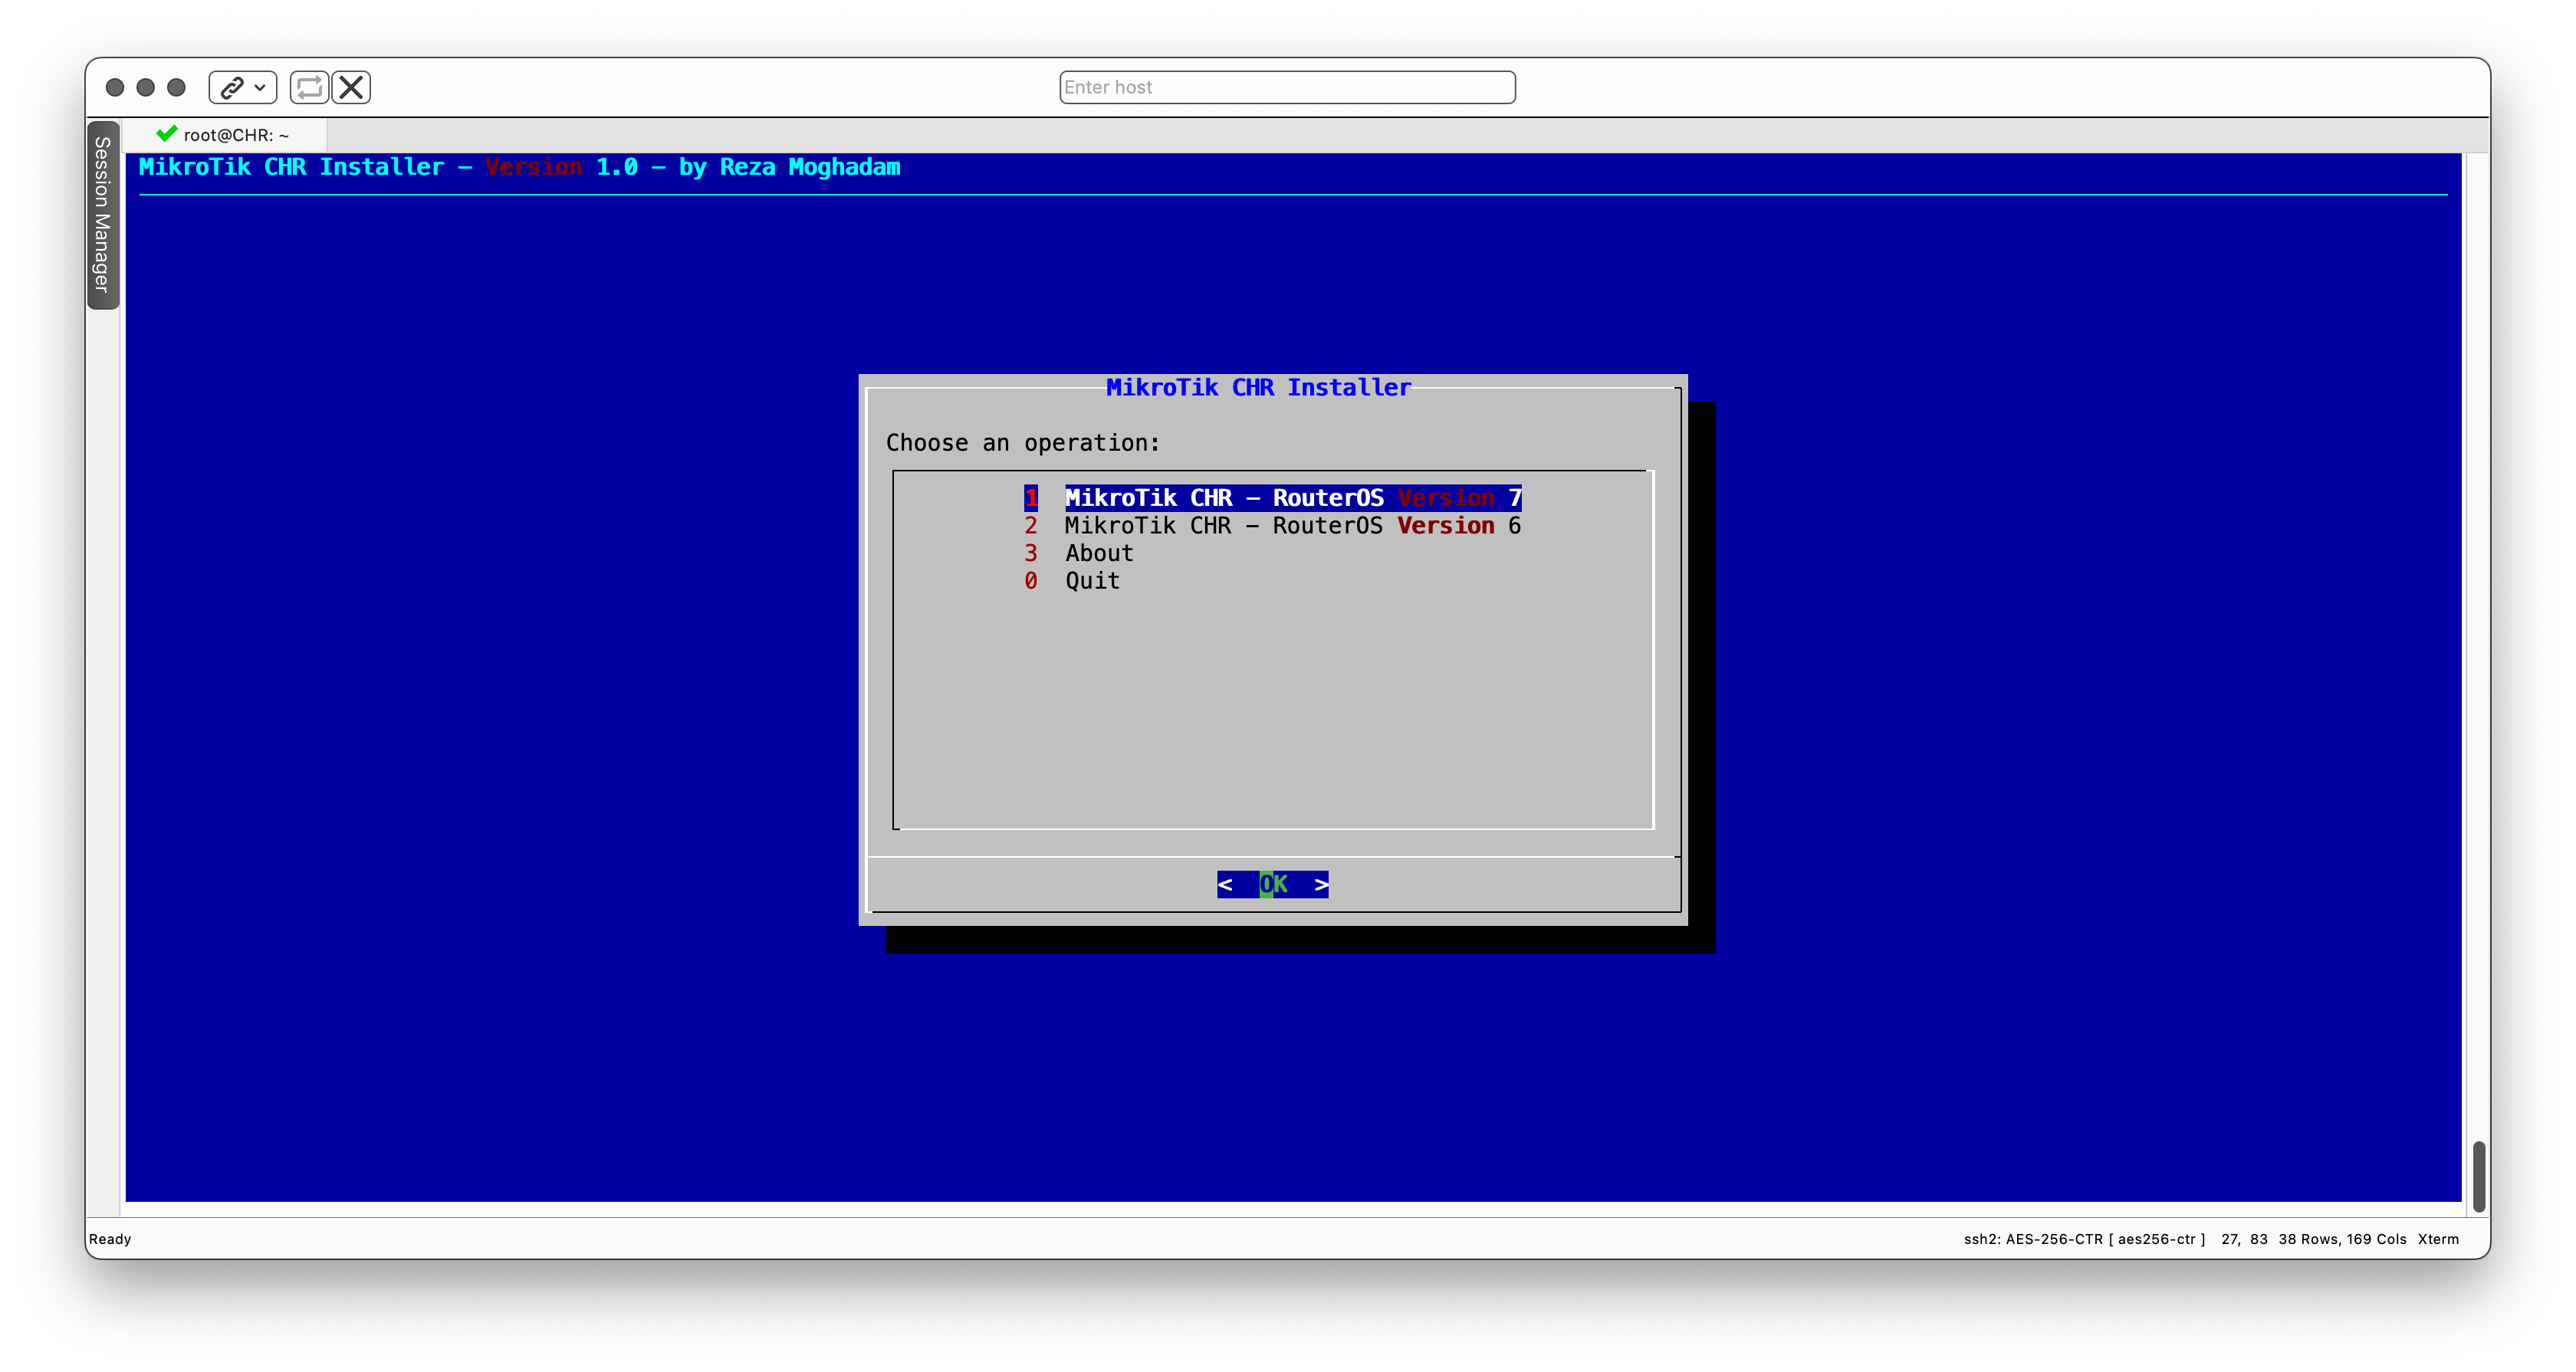 Enter host
Session Manager
root@CHR: ~
MikroTik CHR Installer — Version 1.0 — by Reza Moghadam
MikroTik CHR Installer
Choose an operation:
1 MikroTik CHR — RouterOS Version 7
2 MikroTik CHR — RouterOS Version 6
3 About
0 Quit
< OK >
Ready
ssh2: AES-256-CTR [ aes256-ctr ] 27, 83 38 Rows, 169 Cols Xterm